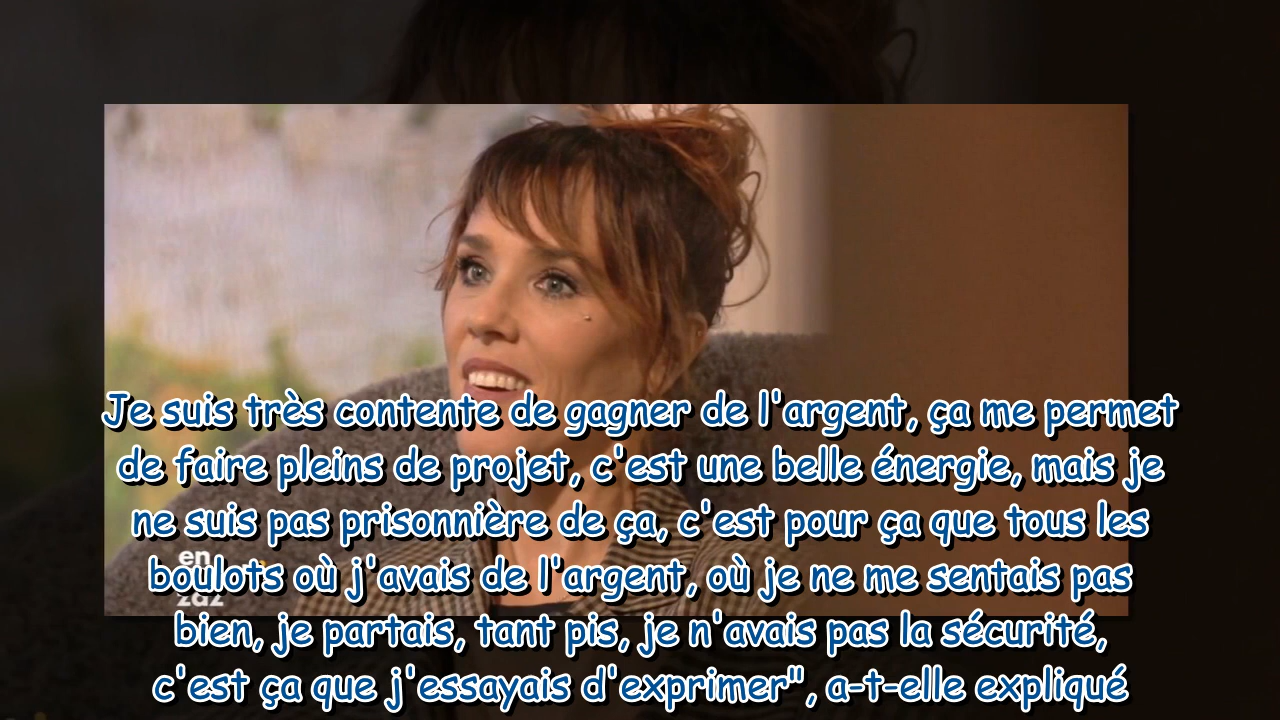 Je suis très contente de gagner de l'argent, ça me permet
de faire pleins de projet, c'est une belle énergie, mais je
ne suis pas prisonnière de ça, c'est pour ça que tous les
en
boulots où j'avais de l'argent, où je ne me sentais pas
zaz
bien, je partais, tant pis, je n'avais pas la sécurité,
c'est ça que j'essayais d'exprimer", a-t-elle expliqué